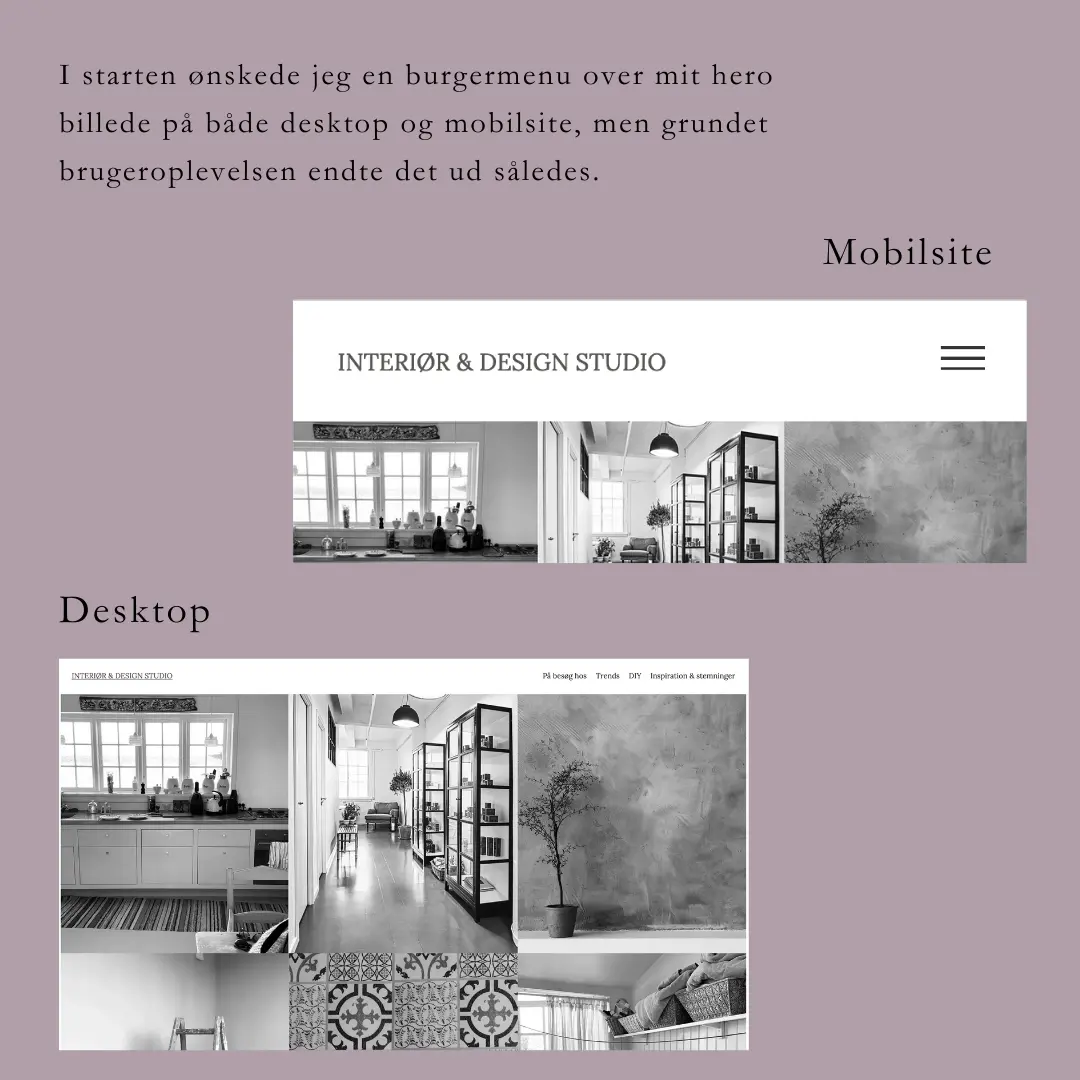 I starten ønskede jeg en burgermenu over mit hero
billede på både desktop og mobilsite, men grundet
brugeroplevelsen endte det ud således.
Mobilsite
INTERIØR & DESIGN STUDIO
Desktop
INTERIØR & DESIGN STUDIO
På besøg hos Trends DIY Inspiration & stemninger